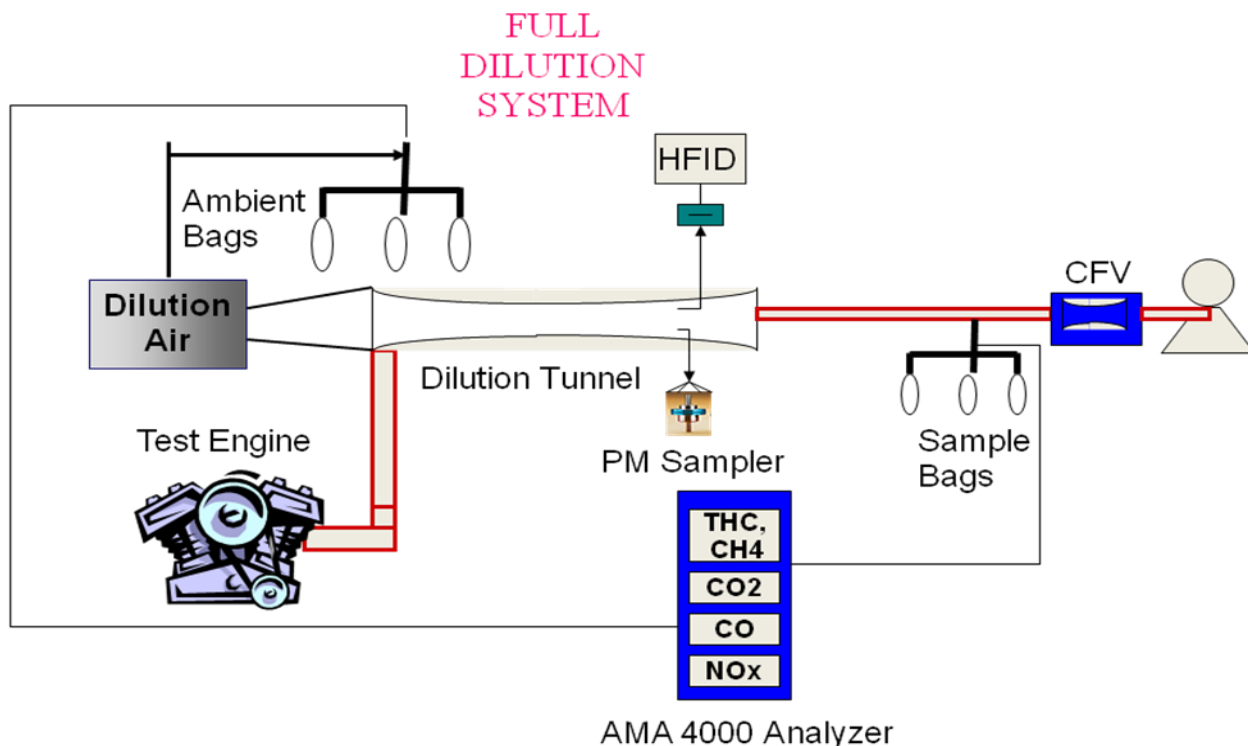 FULL
DILUTION
SYSTEM
HFID
Ambient
Bags
CFV
Dilution
Air
Dilution Tunnel
Test Engine
PM Sampler
Sample
Bags
THC,
CH4
CO2
CO
NOx
AMA 4000 Analyzer